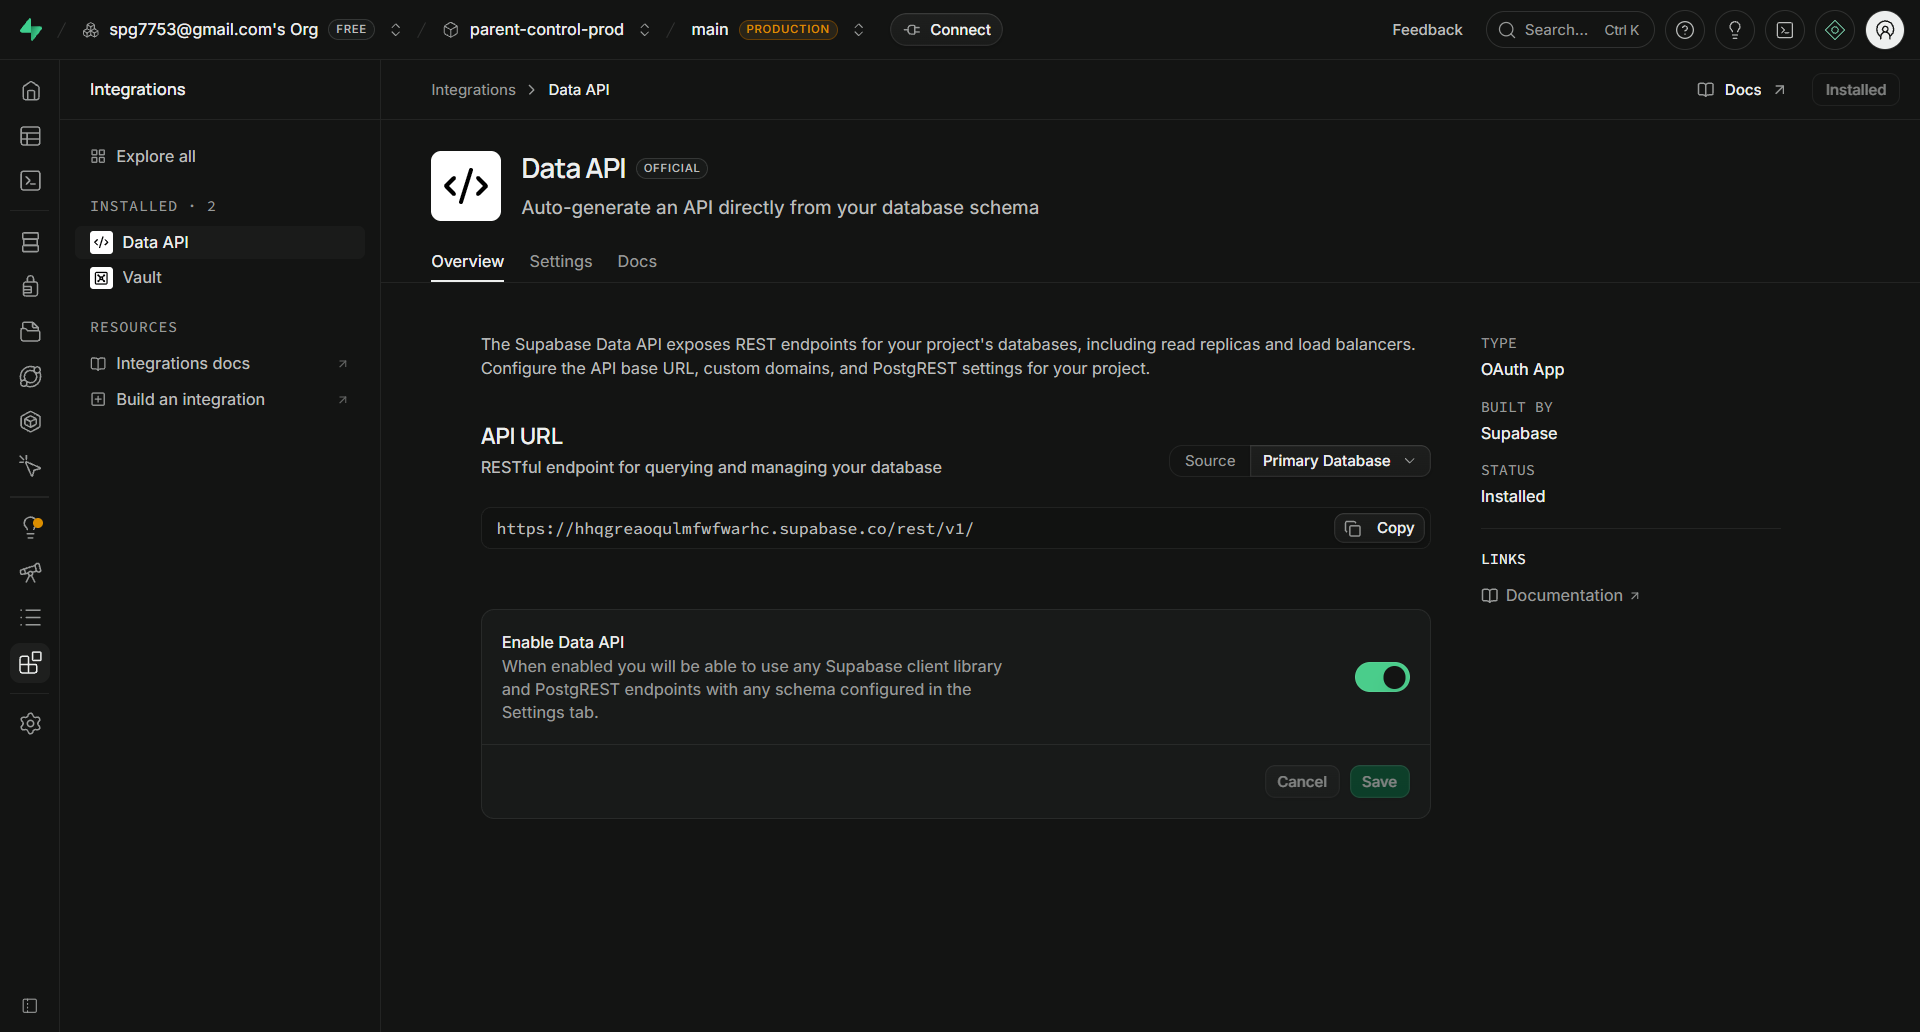 spg7753@gmail.com's Org FREE parent-control-prod main PRODUCTION Connect Feedback Search... Ctrl K
Integrations
Explore all
INSTALLED · 2
Data API
Vault
RESOURCES
Integrations docs
Build an integration
Integrations > Data API Docs Installed
Data API OFFICIAL
Auto-generate an API directly from your database schema
Overview Settings Docs
The Supabase Data API exposes REST endpoints for your project's databases, including read replicas and load balancers.
Configure the API base URL, custom domains, and PostgREST settings for your project.
API URL
RESTful endpoint for querying and managing your database
Source Primary Database
https://hhqgreaoqulmfwfwarhc.supabase.co/rest/v1/ Copy
Enable Data API
When enabled you will be able to use any Supabase client library
and PostgREST endpoints with any schema configured in the
Settings tab.
Cancel Save
TYPE
OAuth App
BUILT BY
Supabase
STATUS
Installed
LINKS
Documentation